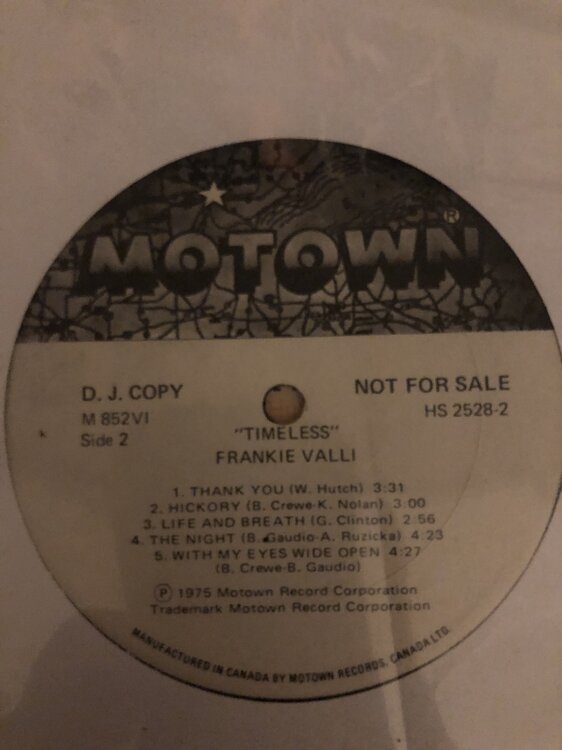 MOTOWN®
D. J. COPY
M 852VI
Side 2
NOT FOR SALE
HS 2528-2
"TIMELESS"
FRANKIE VALLI
1. THANK YOU (W. Hutch) 3:31
2. HICKORY (B. Crewe-K. Nolan) 3:00
3. LIFE AND BREATH (G. Clinton) 2:56
4. THE NIGHT (B. Gaudio-A. Ruzicka) 4:23
5. WITH MY EYES WIDE OPEN 4:27
(B. Crewe-B. Gaudio)
Ⓟ 1975 Motown Record Corporation
Trademark Motown Record Corporation
MANUFACTURED IN CANADA BY MOTOWN RECORDS, CANADA LTD.